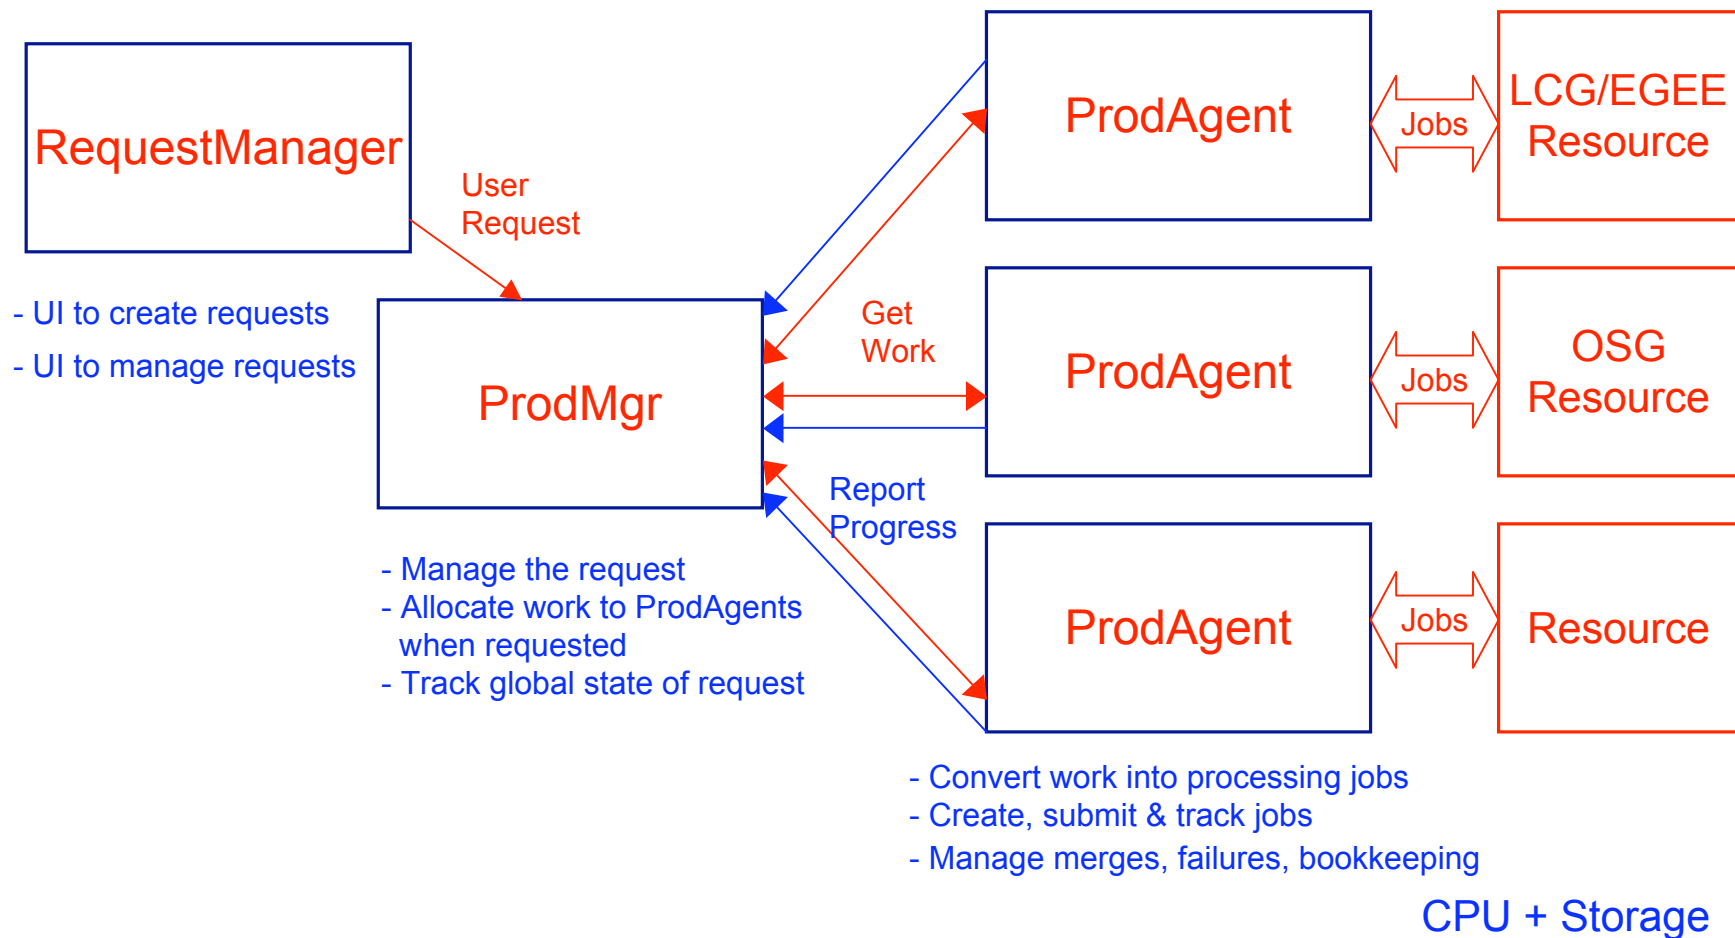 RequestManager
User
Request
- UI to create requests
- UI to manage requests
ProdMgr
- Manage the request
- Allocate work to ProdAgents
when requested
- Track global state of request
Get
Work
Report
Progress
ProdAgent
Jobs
LCG/EGEE
Resource
ProdAgent
Jobs
OSG
Resource
ProdAgent
Jobs
Resource
- Convert work into processing jobs
- Create, submit & track jobs
- Manage merges, failures, bookkeeping
CPU + Storage